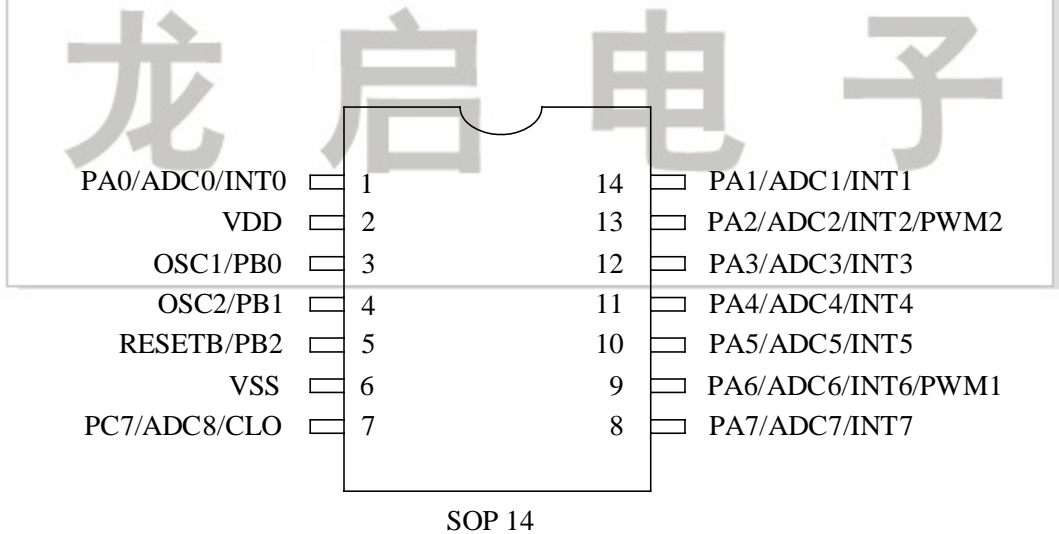 龙启电子
PA0/ADC0/INT0 1 14 PA1/ADC1/INT1
VDD 2 13 PA2/ADC2/INT2/PWM2
OSC1/PB0 3 12 PA3/ADC3/INT3
OSC2/PB1 4 11 PA4/ADC4/INT4
RESETB/PB2 5 10 PA5/ADC5/INT5
VSS 6 9 PA6/ADC6/INT6/PWM1
PC7/ADC8/CLO 7 8 PA7/ADC7/INT7
SOP 14